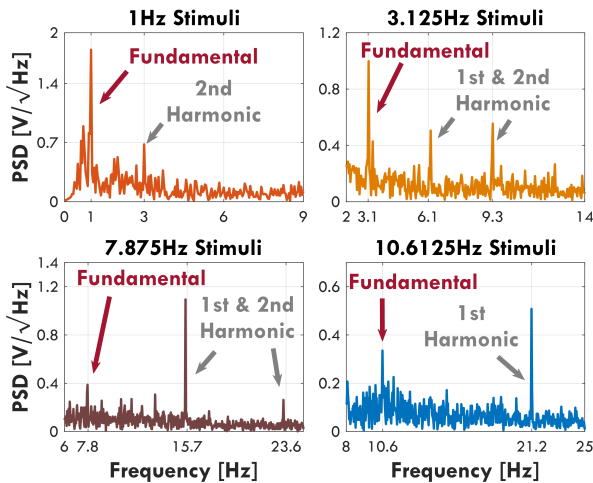 1Hz Stimuli
PSD [V/√Hz]
2
1.4
0.7
0
Fundamental
2nd
Harmonic
0 1 3 6 9
3.125Hz Stimuli
1.2
0.8
0.4
0
Fundamental
1st & 2nd
Harmonic
2 3.1 6.1 9.3 14
7.875Hz Stimuli
PSD [V/√Hz]
1.4
1.2
0.8
0.4
0
Fundamental
1st & 2nd
Harmonic
6 7.8 15.7 23.6
Frequency [Hz]
10.6125Hz Stimuli
0.6
0.4
0.2
0
Fundamental
1st
Harmonic
8 10.6 21.2 25
Frequency [Hz]